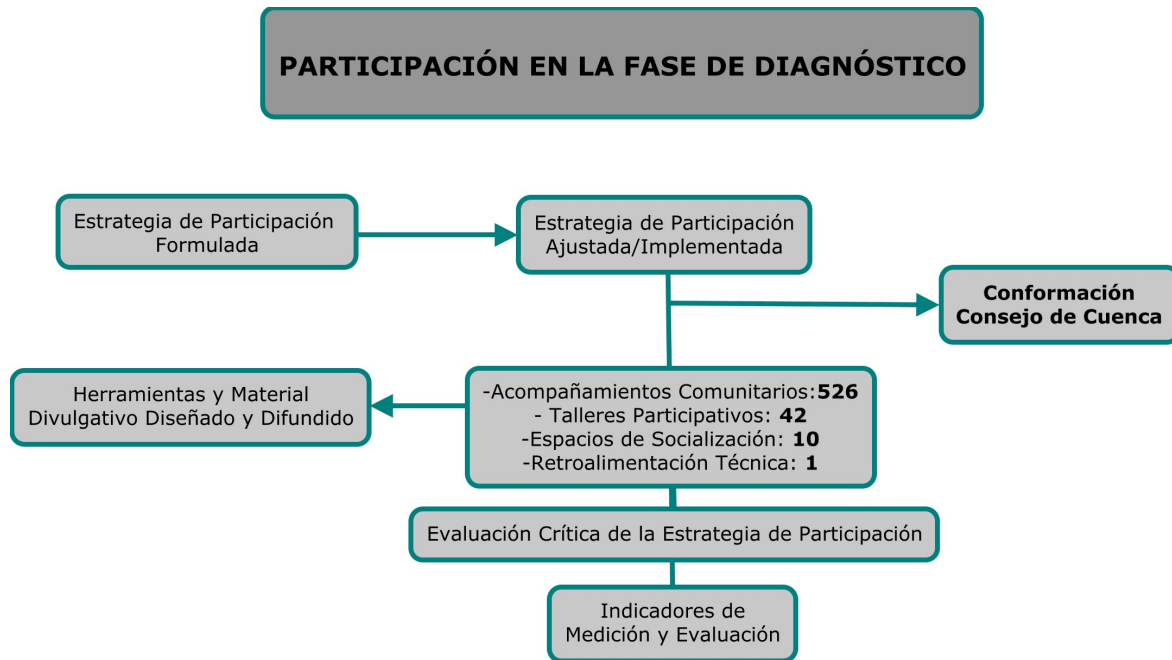 PARTICIPACIÓN EN LA FASE DE DIAGNÓSTICO
Estrategia de Participación
Formulada
Estrategia de Participación
Ajustada/Implementada
Conformación
Consejo de Cuenca
Herramientas y Material
Divulgativo Diseñado y Difundido
-Acompañamientos Comunitarios:526
- Talleres Participativos: 42
-Espacios de Socialización: 10
-Retroalimentación Técnica: 1
Evaluación Crítica de la Estrategia de Participación
Indicadores de
Medición y Evaluación